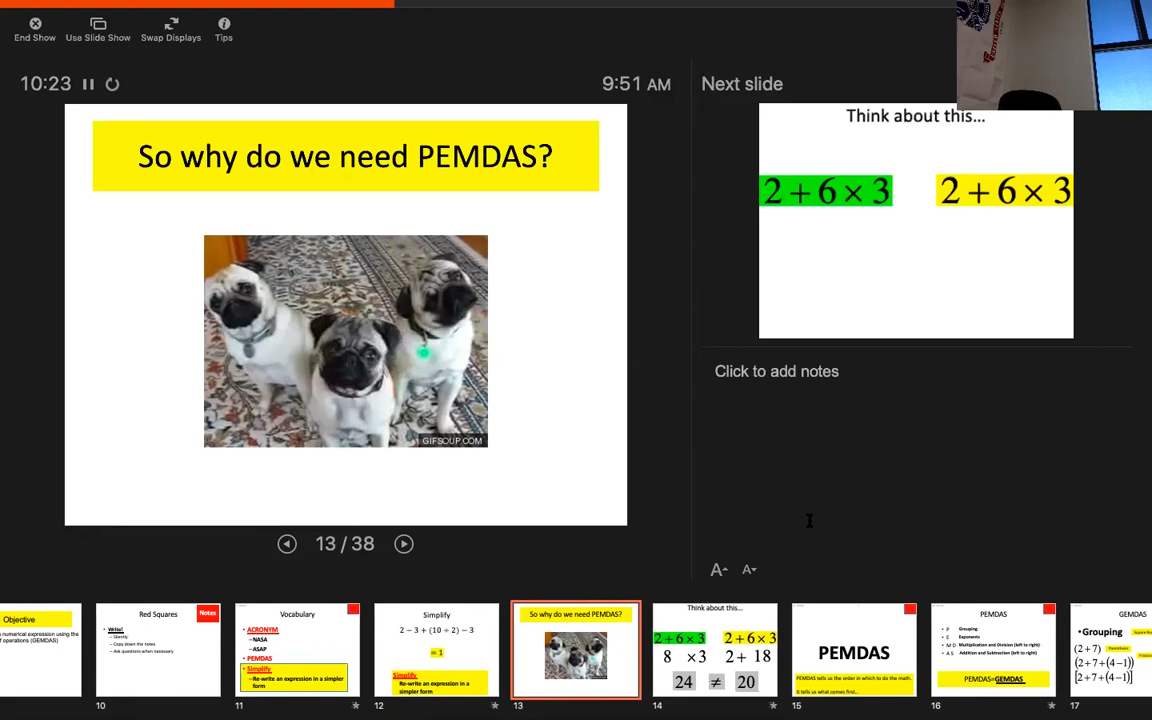 End Show
Use Slide Show
Swap Displays
Tips
10:23
9:51 AM
Next slide
So why do we need PEMDAS?
GIFSOUP.COM
Think about this...
2 + 6 × 3
2 + 6 × 3
Click to add notes
13 / 38
A
A
Objective
numerical expression using the
of operations (GEMDAS)
Red Squares
Notes
Write!
– Silently
– Copy down the notes
– Ask questions when necessary
Vocabulary
• ACRONYM
–NASA
–ASAP
• PEMDAS
• Simplify
–Re-write an expression in a simpler
form
Simplify
2 − 3 + (10 ÷ 2) − 3
= 1
Simplify
Re-write an expression in a
simpler form
So why do we need PEMDAS?
Think about this...
2+6×3
2+6×3
8 ×3
2+ 18
24 ≠ 20
PEMDAS
PEMDAS tells us the order in which to do the math.
It tells us what comes first...
PEMDAS
• P Grouping
• E Exponents
• M D Multiplication and Division (left to right)
• A S Addition and Subtraction (left to right)
PEMDAS=GEMDAS
GEMDAS
•Grouping
(2+7)
Parenthesis
(2+7+(4−1))
[2+7+(4−1)]
10
11
12
13
14
15
16
17